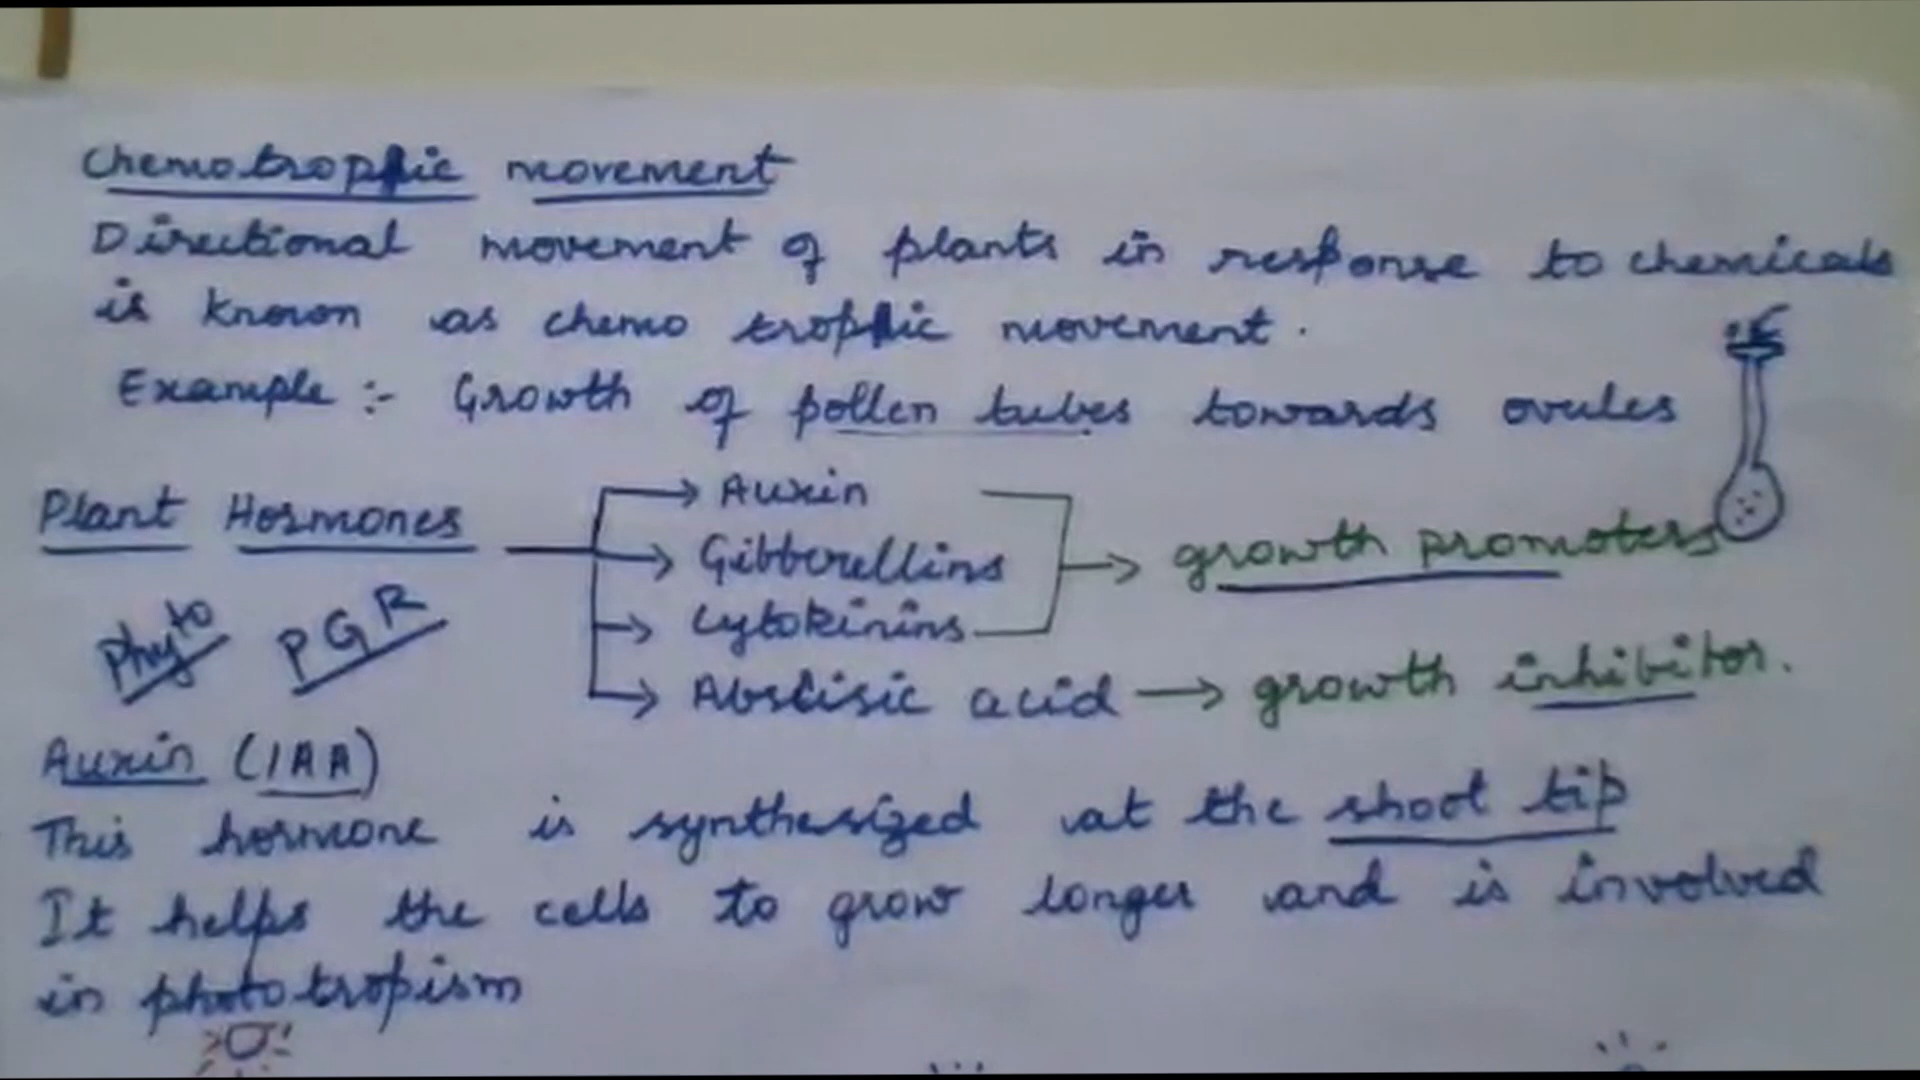 Chemotropic movement
Directional movement of plants in response to chemicals
is known as chemo tropic movement.
Example :- Growth of pollen tubes towards ovules
Plant Hormones
Auxin
Gibberellins
Cytokinins
growth promoters
Phyto PGR
Abscisic acid → growth inhibitor.
Auxin (IAA)
This hormone is synthesized at the shoot tip
It helps the cells to grow longer and is involved
in phototropism